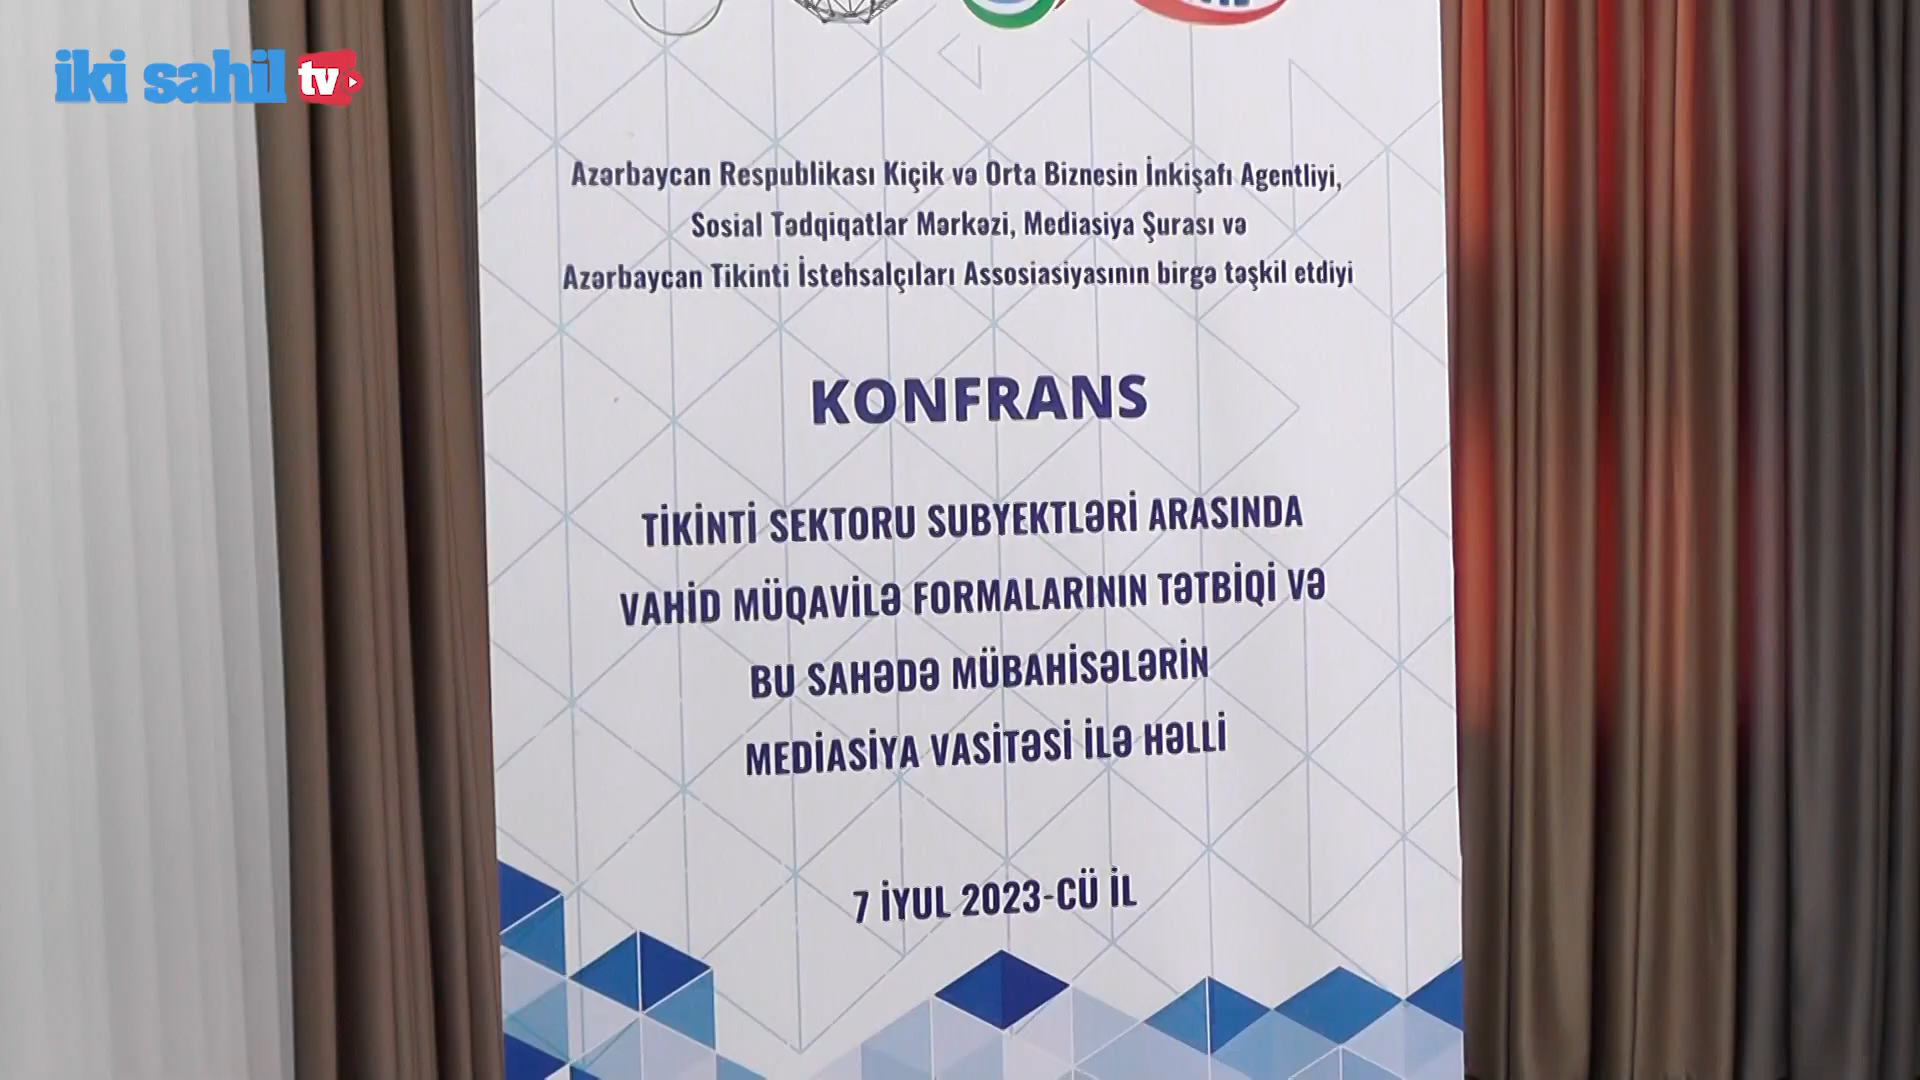 iki sahil tv
Azərbaycan Respublikası Kiçik və Orta Biznesin İnkişafı Agentliyi,
Sosial Tədqiqatlar Mərkəzi, Mediasiya Şurası və
Azərbaycan Tikinti İstehsalçıları Assosiasiyasının birgə təşkil etdiyi
KONFRANS
TİKİNTİ SEKTORU SUBYEKTLƏRİ ARASINDA
VAHİD MÜQAVİLƏ FORMALARININ TƏTBİQİ VƏ
BU SAHƏDƏ MÜBAHİSƏLƏRİN
MEDİASİYA VASİTƏSİ İLƏ HƏLLİ
7 İYUL 2023-CÜ İL